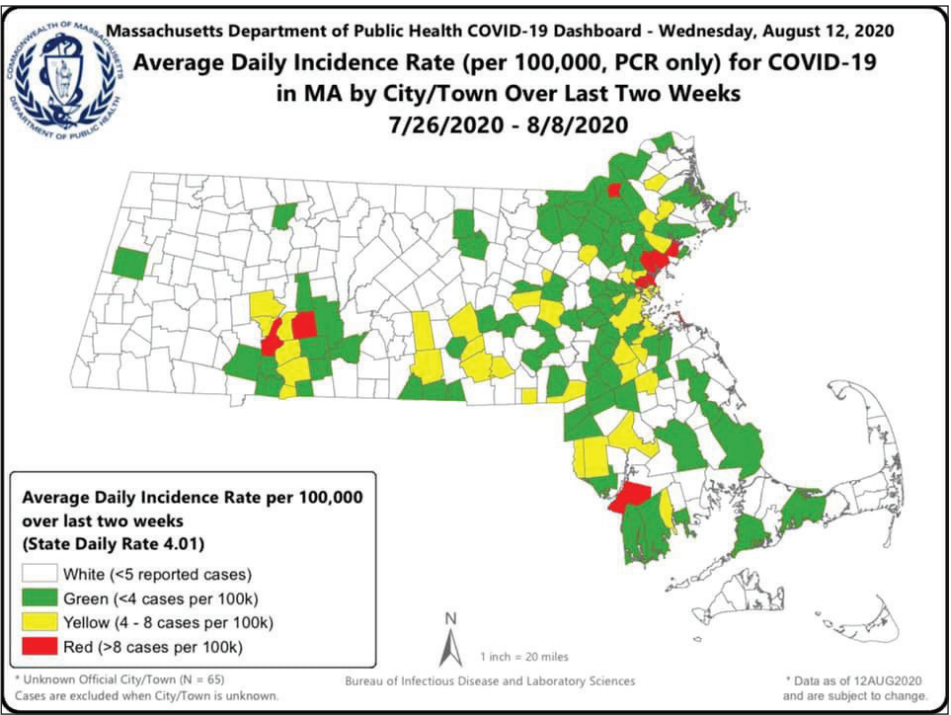 COMMONWEALTH OF MASSACHUSETTS
DEPARTMENT OF PUBLIC HEALTH
Massachusetts Department of Public Health COVID-19 Dashboard - Wednesday, August 12, 2020
Average Daily Incidence Rate (per 100,000, PCR only) for COVID-19
in MA by City/Town Over Last Two Weeks
7/26/2020 - 8/8/2020
Average Daily Incidence Rate per 100,000
over last two weeks
(State Daily Rate 4.01)
White (<5 reported cases)
Green (<4 cases per 100k)
Yellow (4 - 8 cases per 100k)
Red (>8 cases per 100k)
N
1 inch = 20 miles
* Unknown Official City/Town (N = 65)
Cases are excluded when City/Town is unknown.
Bureau of Infectious Disease and Laboratory Sciences
* Data as of 12AUG2020
and are subject to change.